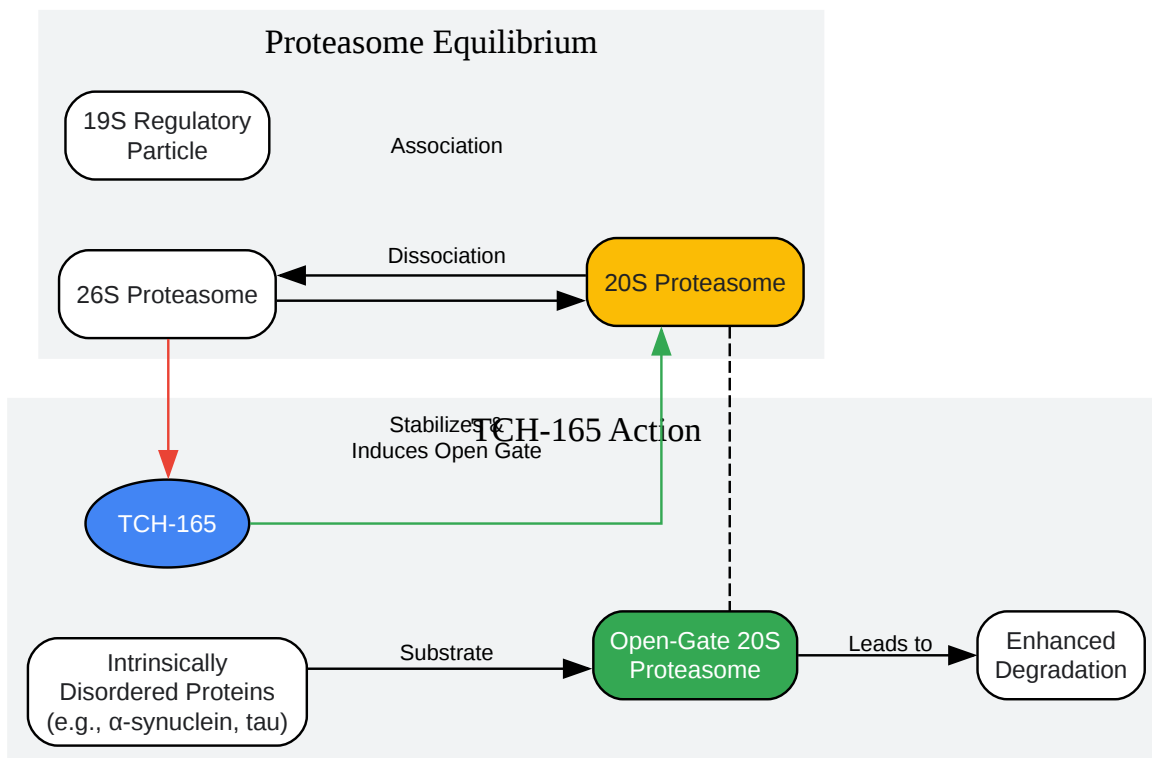 Proteasome Equilibrium
19S Regulatory
Particle
Association
Dissociation
26S Proteasome
20S Proteasome
TCH-165 Action
Stabilizes &
Induces Open Gate
TCH-165
Intrinsically
Disordered Proteins
(e.g., α-synuclein, tau)
Substrate
Open-Gate 20S
Proteasome
Leads to
Enhanced
Degradation